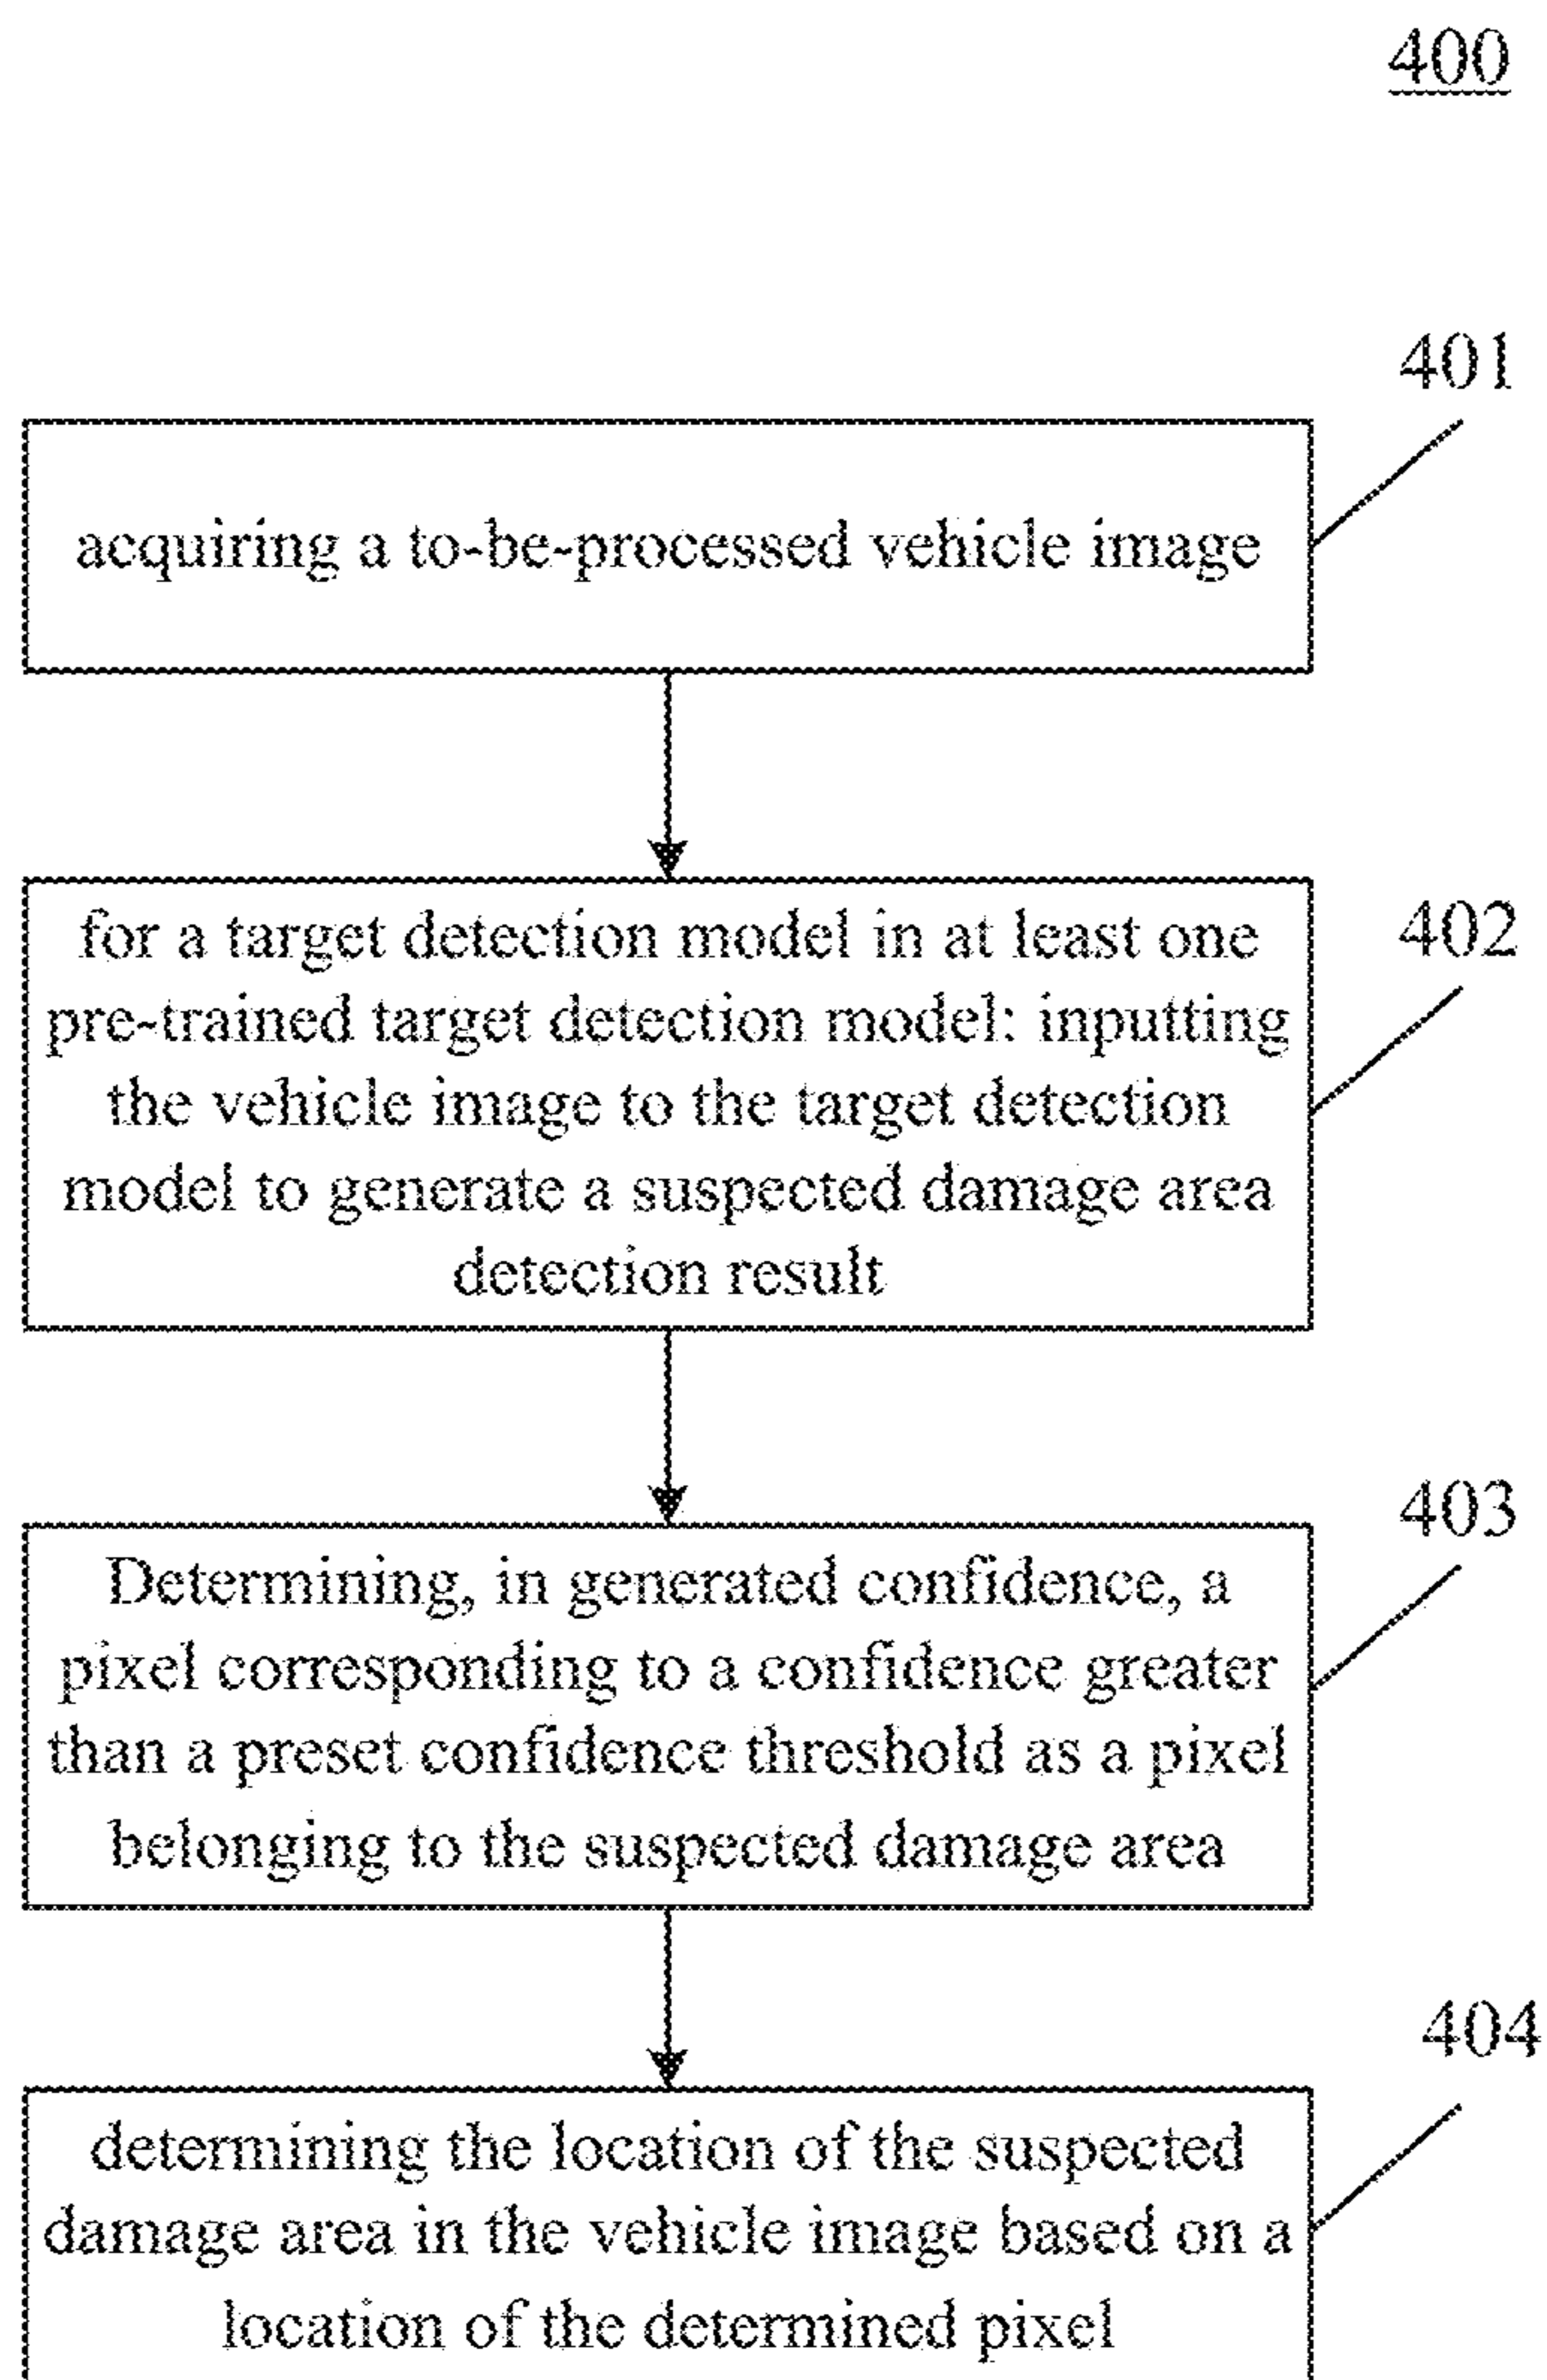 400
401
acquiring a to-be-processed vehicle image
402
for a target detection model in at least one
pre-trained target detection model: inputting
the vehicle image to the target detection
model to generate a suspected damage area
detection result
403
Determining, in generated confidence, a
pixel corresponding to a confidence greater
than a preset confidence threshold as a pixel
belonging to the suspected damage area
404
determining the location of the suspected
damage area in the vehicle image based on a
location of the determined pixel